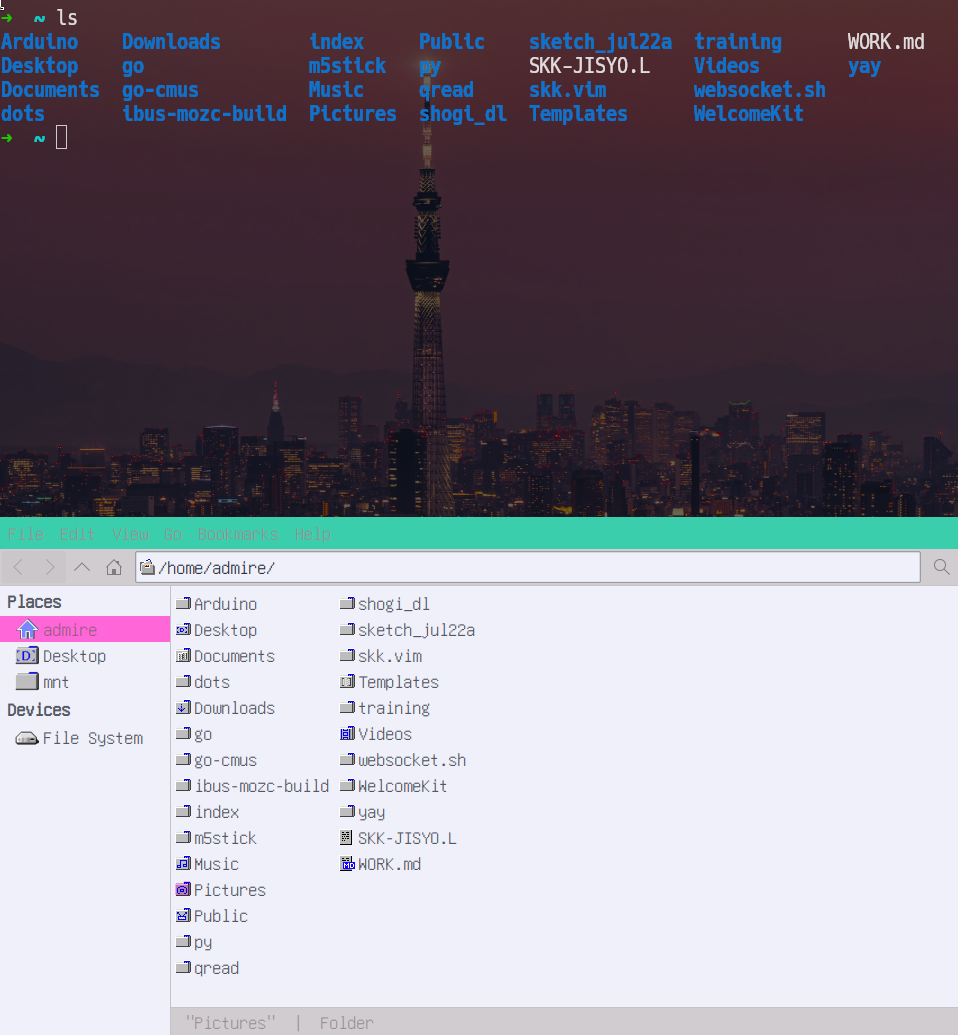 ➜ ~ ls
Arduino Downloads index Public sketch_jul22a training WORK.md
Desktop go m5stick py SKK-JISYO.L Videos yay
Documents go-cmus Music qread skk.vim websocket.sh
dots ibus-mozc-build Pictures shogi_dl Templates WelcomeKit
➜ ~
File Edit View Go Bookmarks Help
/home/admire/
Places
admire
Desktop
mnt
Devices
File System
Arduino
Desktop
Documents
dots
Downloads
go
go-cmus
ibus-mozc-build
index
m5stick
Music
Pictures
Public
py
qread
shogi_dl
sketch_jul22a
skk.vim
Templates
training
Videos
websocket.sh
WelcomeKit
yay
SKK-JISYO.L
WORK.md
"Pictures" | Folder